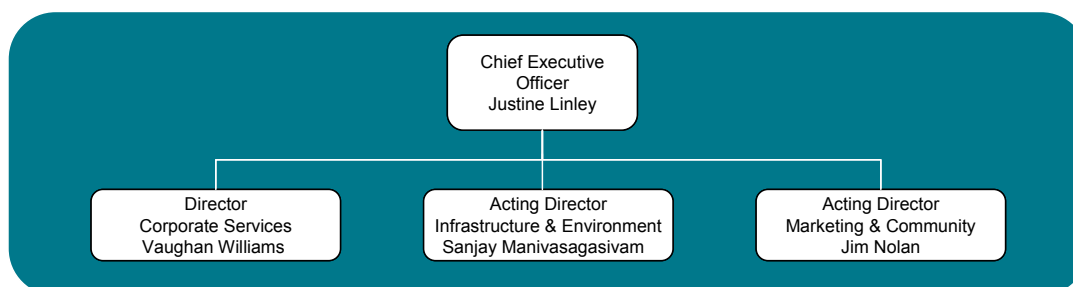 Chief Executive
Officer
Justine Linley
Director
Corporate Services
Vaughan Williams
Acting Director
Infrastructure & Environment
Sanjay Manivasagasivam
Acting Director
Marketing & Community
Jim Nolan